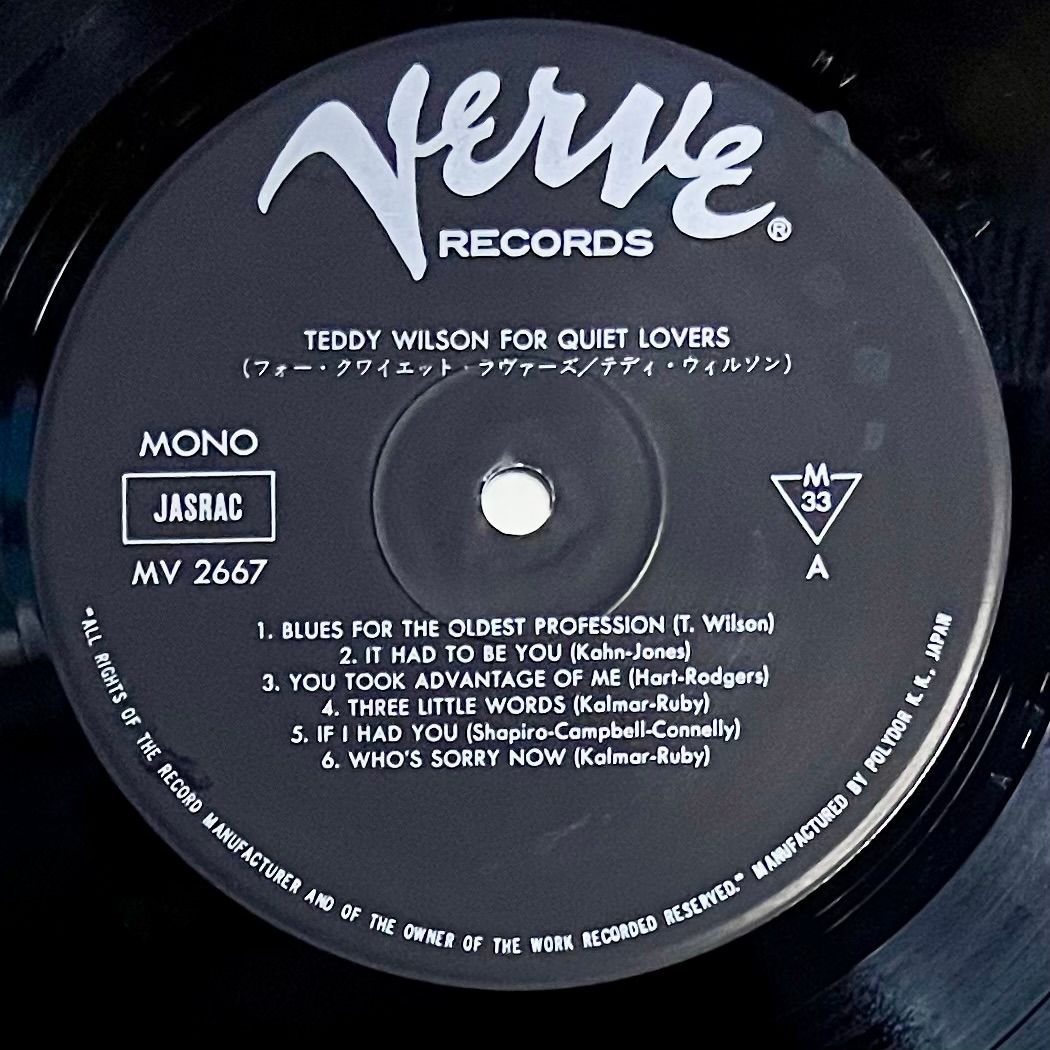 Verve
RECORDS®
TEDDY WILSON FOR QUIET LOVERS
(フォー・クワイエット・ラヴァーズ/テディ・ウィルソン)
MONO
JASRAC
MV 2667
M
33
A
1. BLUES FOR THE OLDEST PROFESSION (T. Wilson)
2. IT HAD TO BE YOU (Kahn-Jones)
3. YOU TOOK ADVANTAGE OF ME (Hart-Rodgers)
4. THREE LITTLE WORDS (Kalmar-Ruby)
5. IF I HAD YOU (Shapiro-Campbell-Connelly)
6. WHO'S SORRY NOW (Kalmar-Ruby)
"ALL RIGHTS OF THE RECORD MANUFACTURER AND OF THE OWNER OF THE WORK RECORDED RESERVED." MANUFACTURED BY POLYDOR K. K., JAPAN